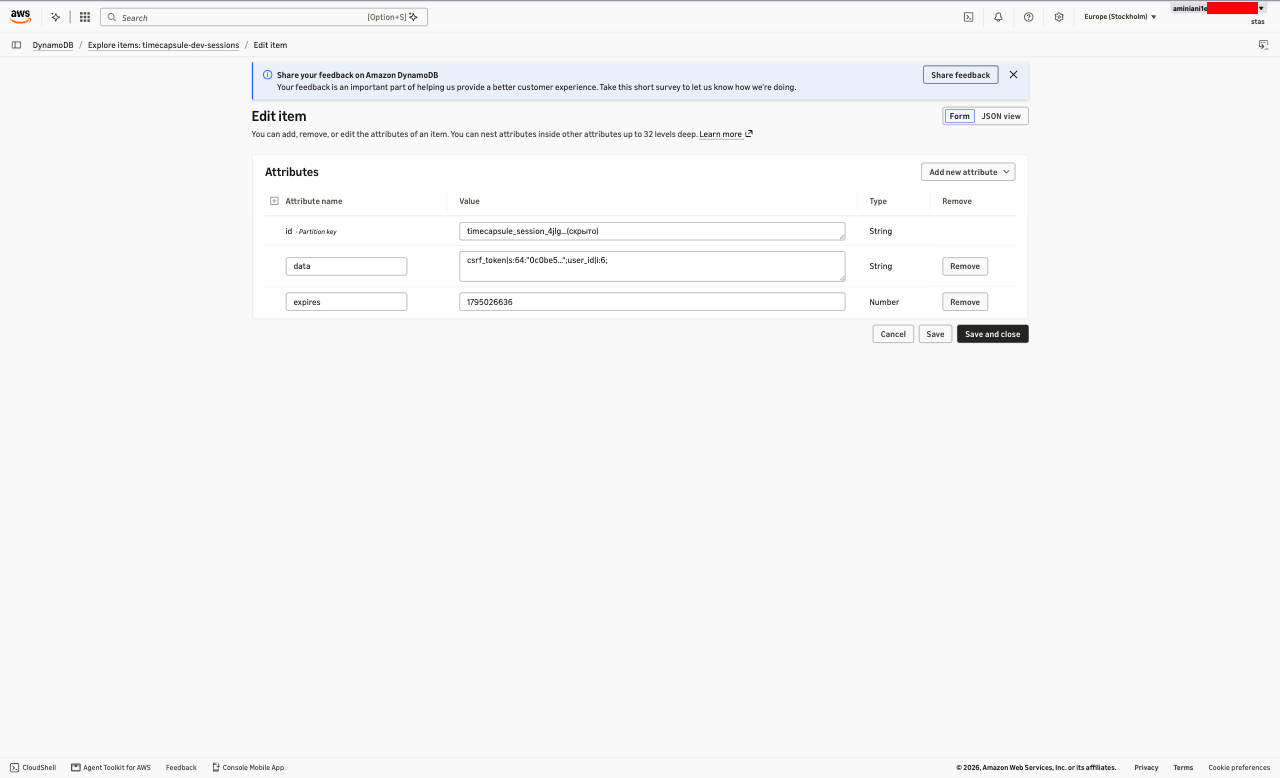 aws
Search
[Option+S]
Europe (Stockholm)
stas
DynamoDB / Explore items: timecapsule-dev-sessions / Edit item
Share your feedback on Amazon DynamoDB
Your feedback is an important part of helping us provide a better customer experience. Take this short survey to let us know how we're doing.
Share feedback
Edit item
Form
JSON view
You can add, remove, or edit the attributes of an item. You can nest attributes inside other attributes up to 32 levels deep. Learn more
Attributes
Add new attribute
Attribute name Value Type Remove
id - Partition key timecapsule_session_4jlg...(скрыто) String
data csrf_token|s:64:"0c0be5...";user_id|i:6; String Remove
expires 1795026636 Number Remove
Cancel Save Save and close
CloudShell Agent Toolkit for AWS Feedback Console Mobile App © 2026, Amazon Web Services, Inc. or its affiliates. Privacy Terms Cookie preferences